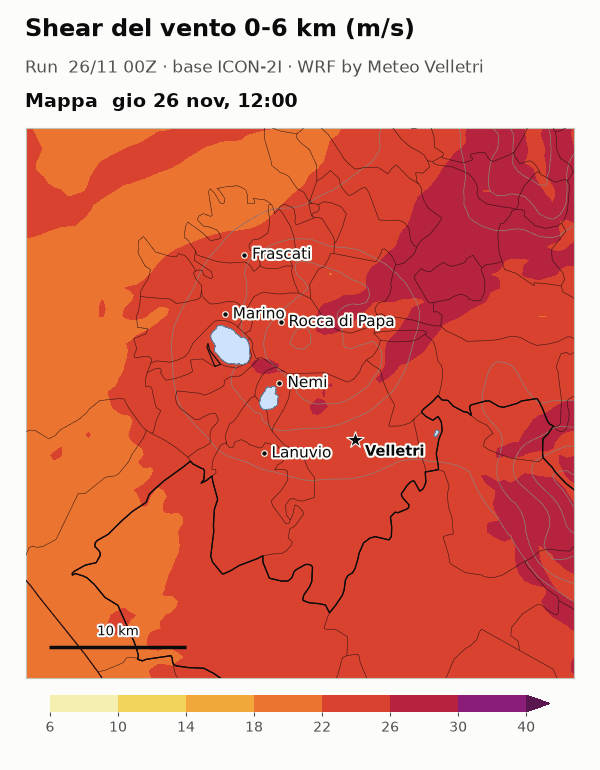 Shear del vento 0-6 km (m/s)
Run  26/11 00Z · base ICON-2I · WRF by Meteo Velletri
Mappa  gio 26 nov, 12:00
Frascati
Marino
Rocca di Papa
Nemi
Velletri
Lanuvio
10 km
6 10 14 18 22 26 30 40